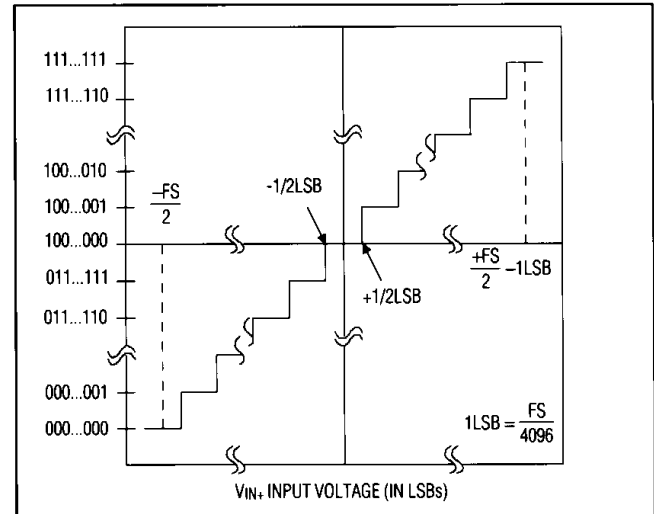 111...111
111...110
100...010
100...001
100...000
011...111
011...110
000...001
000...000
–FS
2
-1/2LSB
+1/2LSB
+FS
2
–1LSB
1LSB = FS
4096
VIN+ INPUT VOLTAGE (IN LSBs)